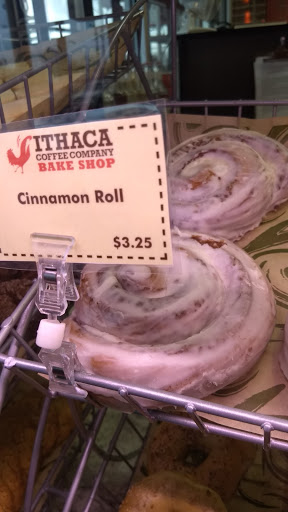 ITHACA
COFFEE COMPANY
BAKE SHOP
Cinnamon Roll
$3.25